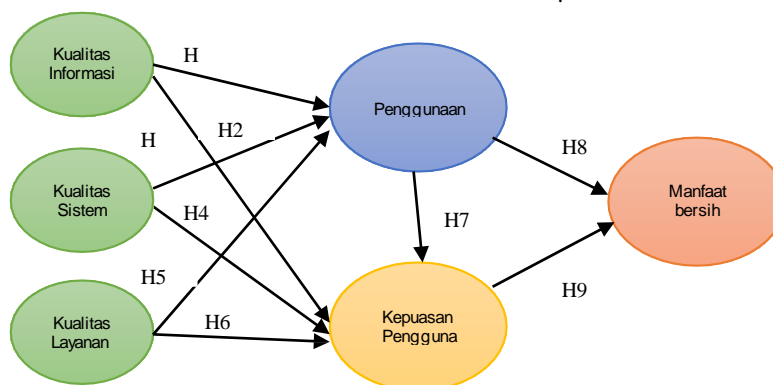 Kualitas
Informasi
H
Penggunaan
H
H2
H8
Kualitas
Sistem
H4
Manfaat
bersih
H7
H5
H9
Kualitas
Layanan
H6
Kepuasan
Pengguna